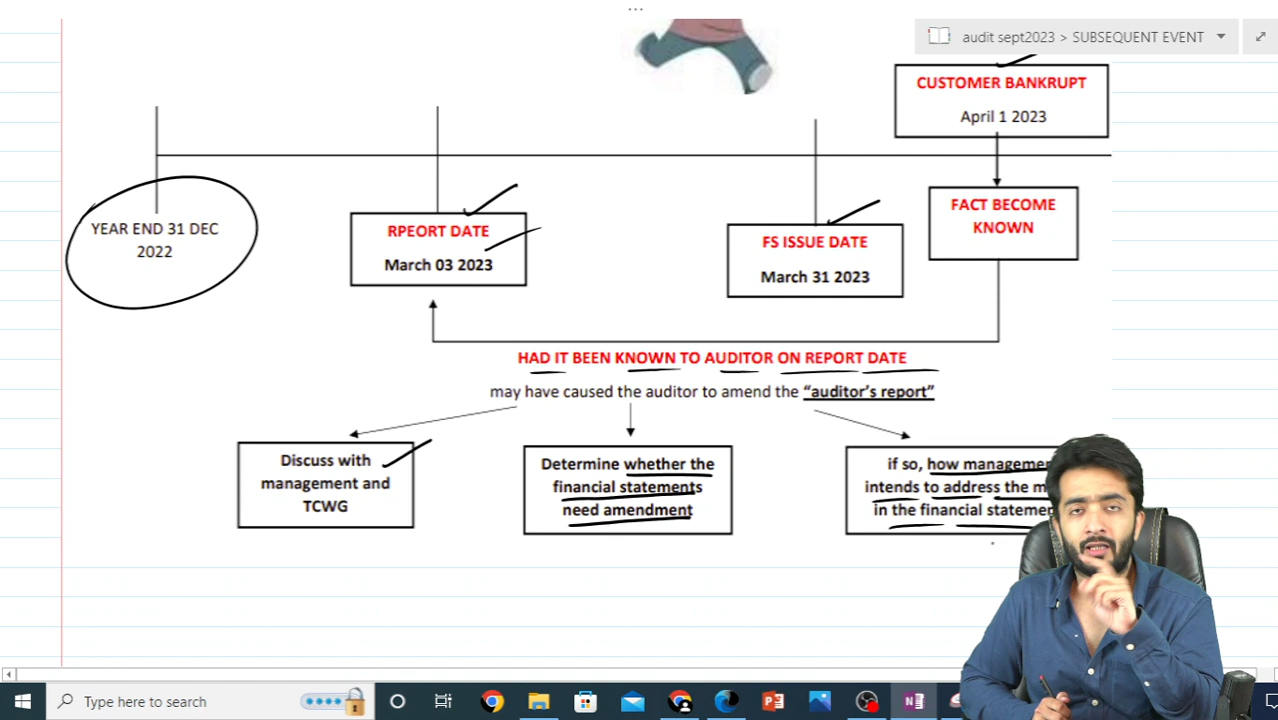 audit sept2023 > SUBSEQUENT EVENT
CUSTOMER BANKRUPT
April 1 2023
YEAR END 31 DEC
2022
RPEORT DATE
March 03 2023
FS ISSUE DATE
March 31 2023
FACT BECOME
KNOWN
HAD IT BEEN KNOWN TO AUDITOR ON REPORT DATE
may have caused the auditor to amend the “auditor’s report”
Discuss with
management and
TCWG
Determine whether the
financial statements
need amendment
if so, how
intends to address the
in the financial
Type here to search